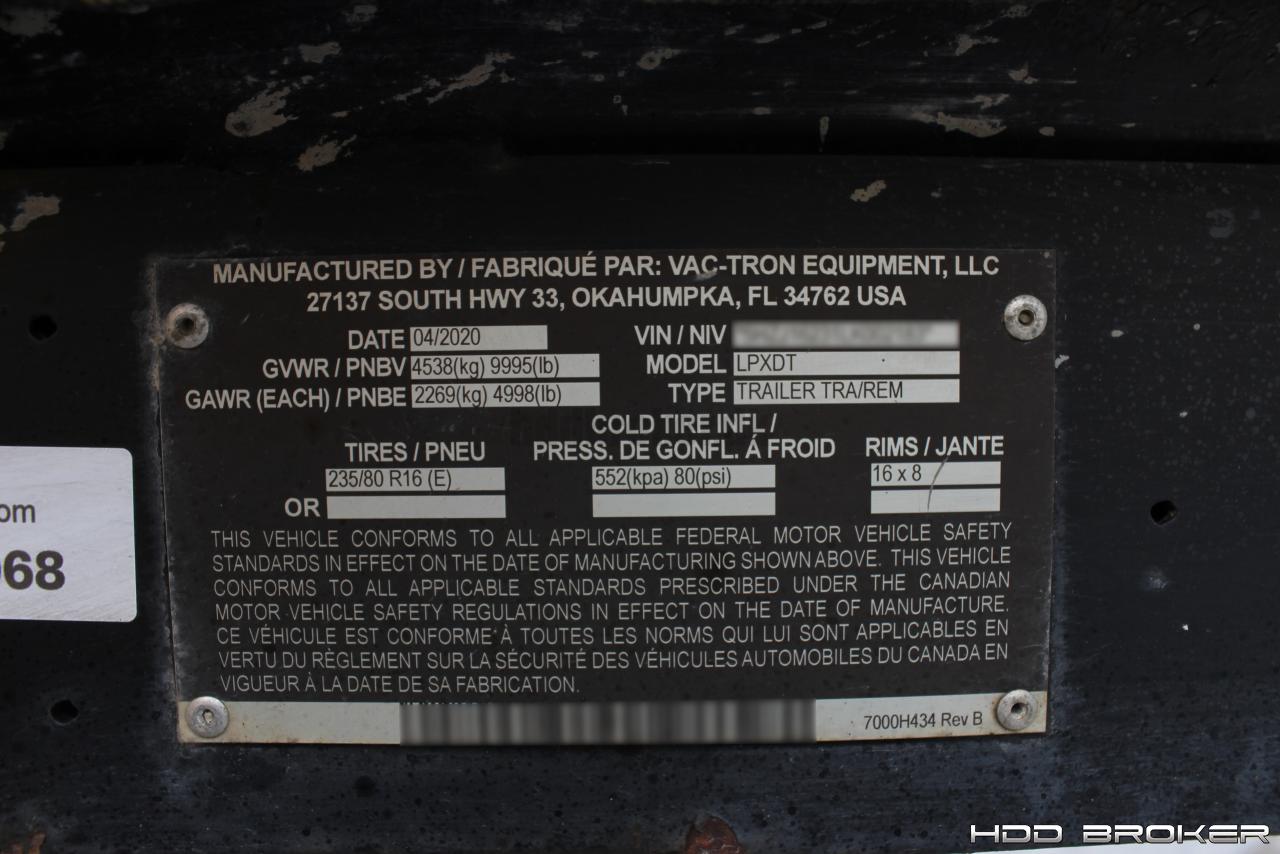 MANUFACTURED BY / FABRIQUÉ PAR: VAC-TRON EQUIPMENT, LLC
27137 SOUTH HWY 33, OKAHUMPKA, FL 34762 USA
DATE 04/2020 VIN / NIV
GVWR / PNBV 4538(kg) 9995(lb) MODEL LPXDT
GAWR (EACH) / PNBE 2269(kg) 4998(lb) TYPE TRAILER TRA/REM
COLD TIRE INFL /
TIRES / PNEU PRESS. DE GONFL. Á FROID RIMS / JANTE
235/80 R16 (E) 552(kpa) 80(psi) 16 x 8
OR
THIS VEHICLE CONFORMS TO ALL APPLICABLE FEDERAL MOTOR VEHICLE SAFETY
STANDARDS IN EFFECT ON THE DATE OF MANUFACTURING SHOWN ABOVE. THIS VEHICLE
CONFORMS TO ALL APPLICABLE STANDARDS PRESCRIBED UNDER THE CANADIAN
MOTOR VEHICLE SAFETY REGULATIONS IN EFFECT ON THE DATE OF MANUFACTURE.
CE VÉHICULE EST CONFORME À TOUTES LES NORMS QUI LUI SONT APPLICABLES EN
VERTU DU RÈGLEMENT SUR LA SÉCURITÉ DES VÉHICULES AUTOMOBILES DU CANADA EN
VIGUEUR À LA DATE DE SA FABRICATION.
7000H434 Rev B
om
68
HDD BROKER